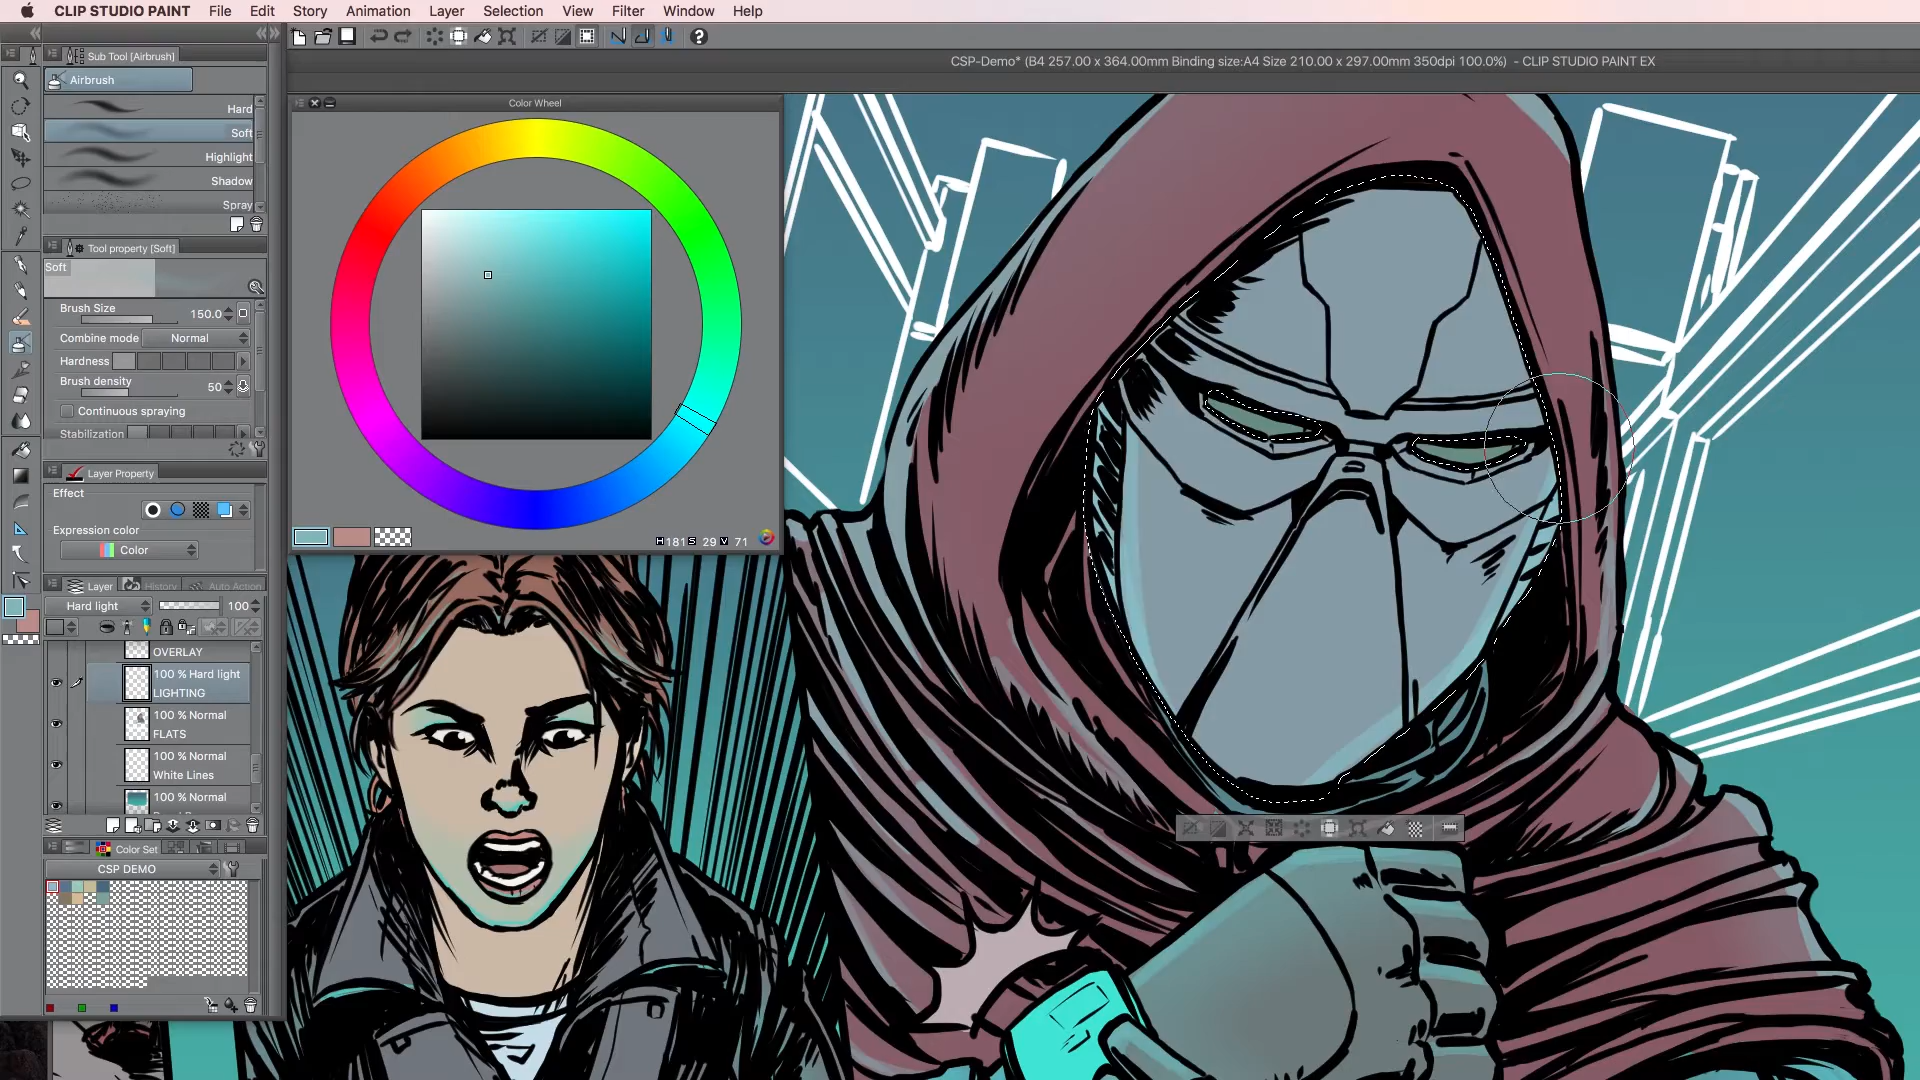 CLIP STUDIO PAINT File Edit Story Animation Layer Selection View Filter Window Help
CSP-Demo* (B4 257.00 x 364.00mm Binding size:A4 Size 210.00 x 297.00mm 350dpi 100.0%) - CLIP STUDIO PAINT EX
Sub Tool [Airbrush]
Airbrush
Hard
Soft
Highlight
Shadow
Spray
Tool property [Soft]
Soft
Brush Size 150.0
Combine mode Normal
Hardness
Brush density 50
Continuous spraying
Stabilization
Layer Property
Effect
Expression color
Color
Layer History Auto Action
Hard light 100
OVERLAY
100 % Hard light
LIGHTING
100 % Normal
FLATS
100 % Normal
White Lines
100 % Normal
Color Set
CSP DEMO
Color Wheel
H 181 S 29 V 71